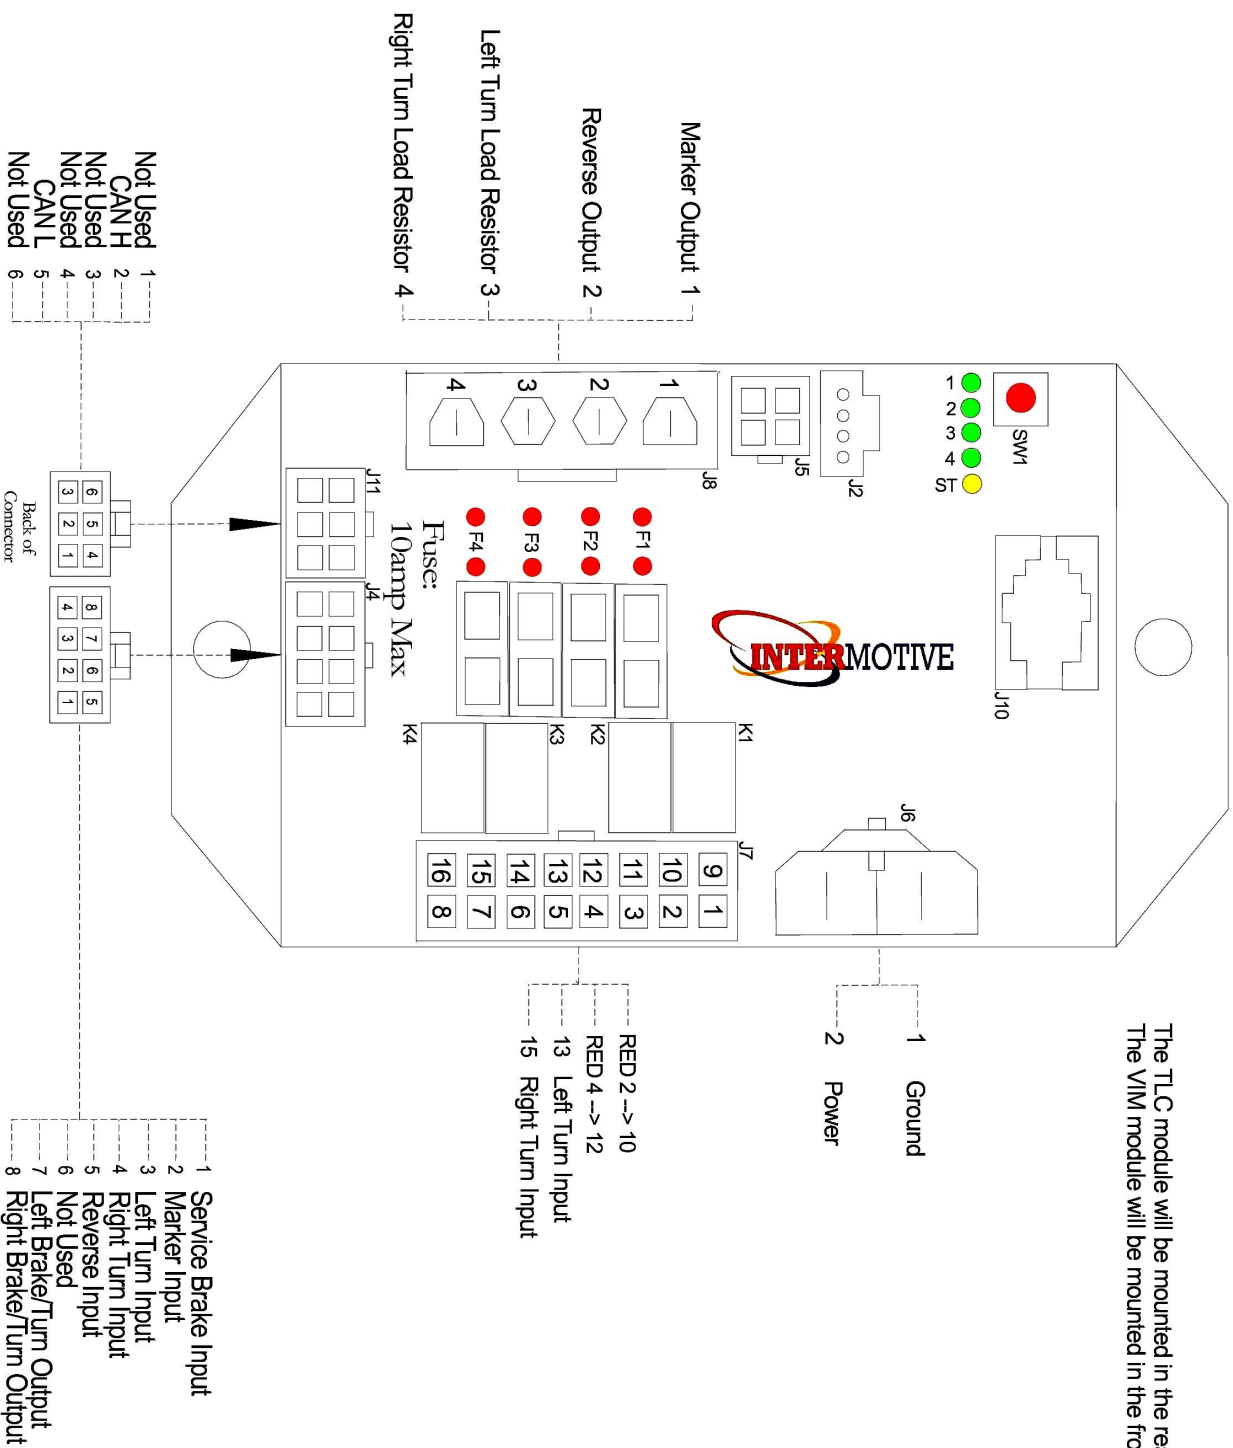 The TLC module will be mounted in the
The VIM module will be mounted in the
SW1
1
2
3
4
ST
J10
J2
J5
J8
1
2
3
4
Marker Output 1
Reverse Output 2
Left Turn Load Resistor 3
Right Turn Load Resistor 4
F1
F2
F3
F4
Fuse:
10amp Max
INTERMOTIVE
K1
K2
K3
K4
J6
1 Ground
2 Power
J7
9 1
10 2
11 3
12 4
13 5
14 6
15 7
16 8
RED 2 --> 10
RED 4 --> 12
13 Left Turn Input
15 Right Turn Input
J11
J4
Not Used 1
CAN H 2
Not Used 3
Not Used 4
CAN L 5
Not Used 6
6 5 4
3 2 1
8 7 6 5
4 3 2 1
Back of
Connector
1 Service Brake Input
2 Marker Input
3 Left Turn Input
4 Right Turn Input
5 Reverse Input
6 Not Used
7 Left Brake/Turn Output
8 Right Brake/Turn Output